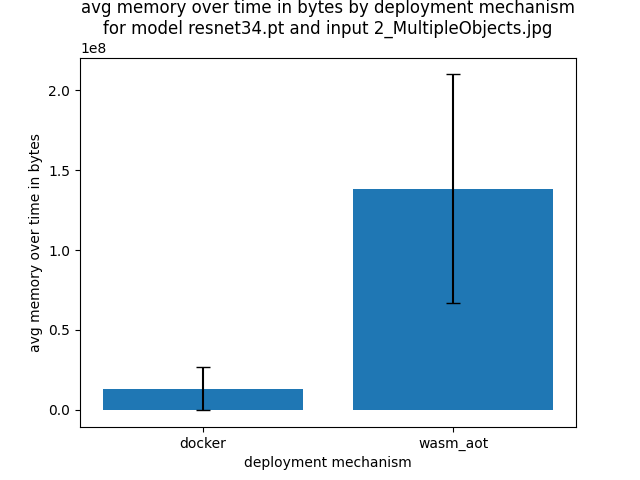 avg memory over time in bytes by deployment mechanism
for model resnet34.pt and input 2_MultipleObjects.jpg
1e8
2.0
1.5
1.0
0.5
0.0
avg memory over time in bytes
docker
wasm_aot
deployment mechanism